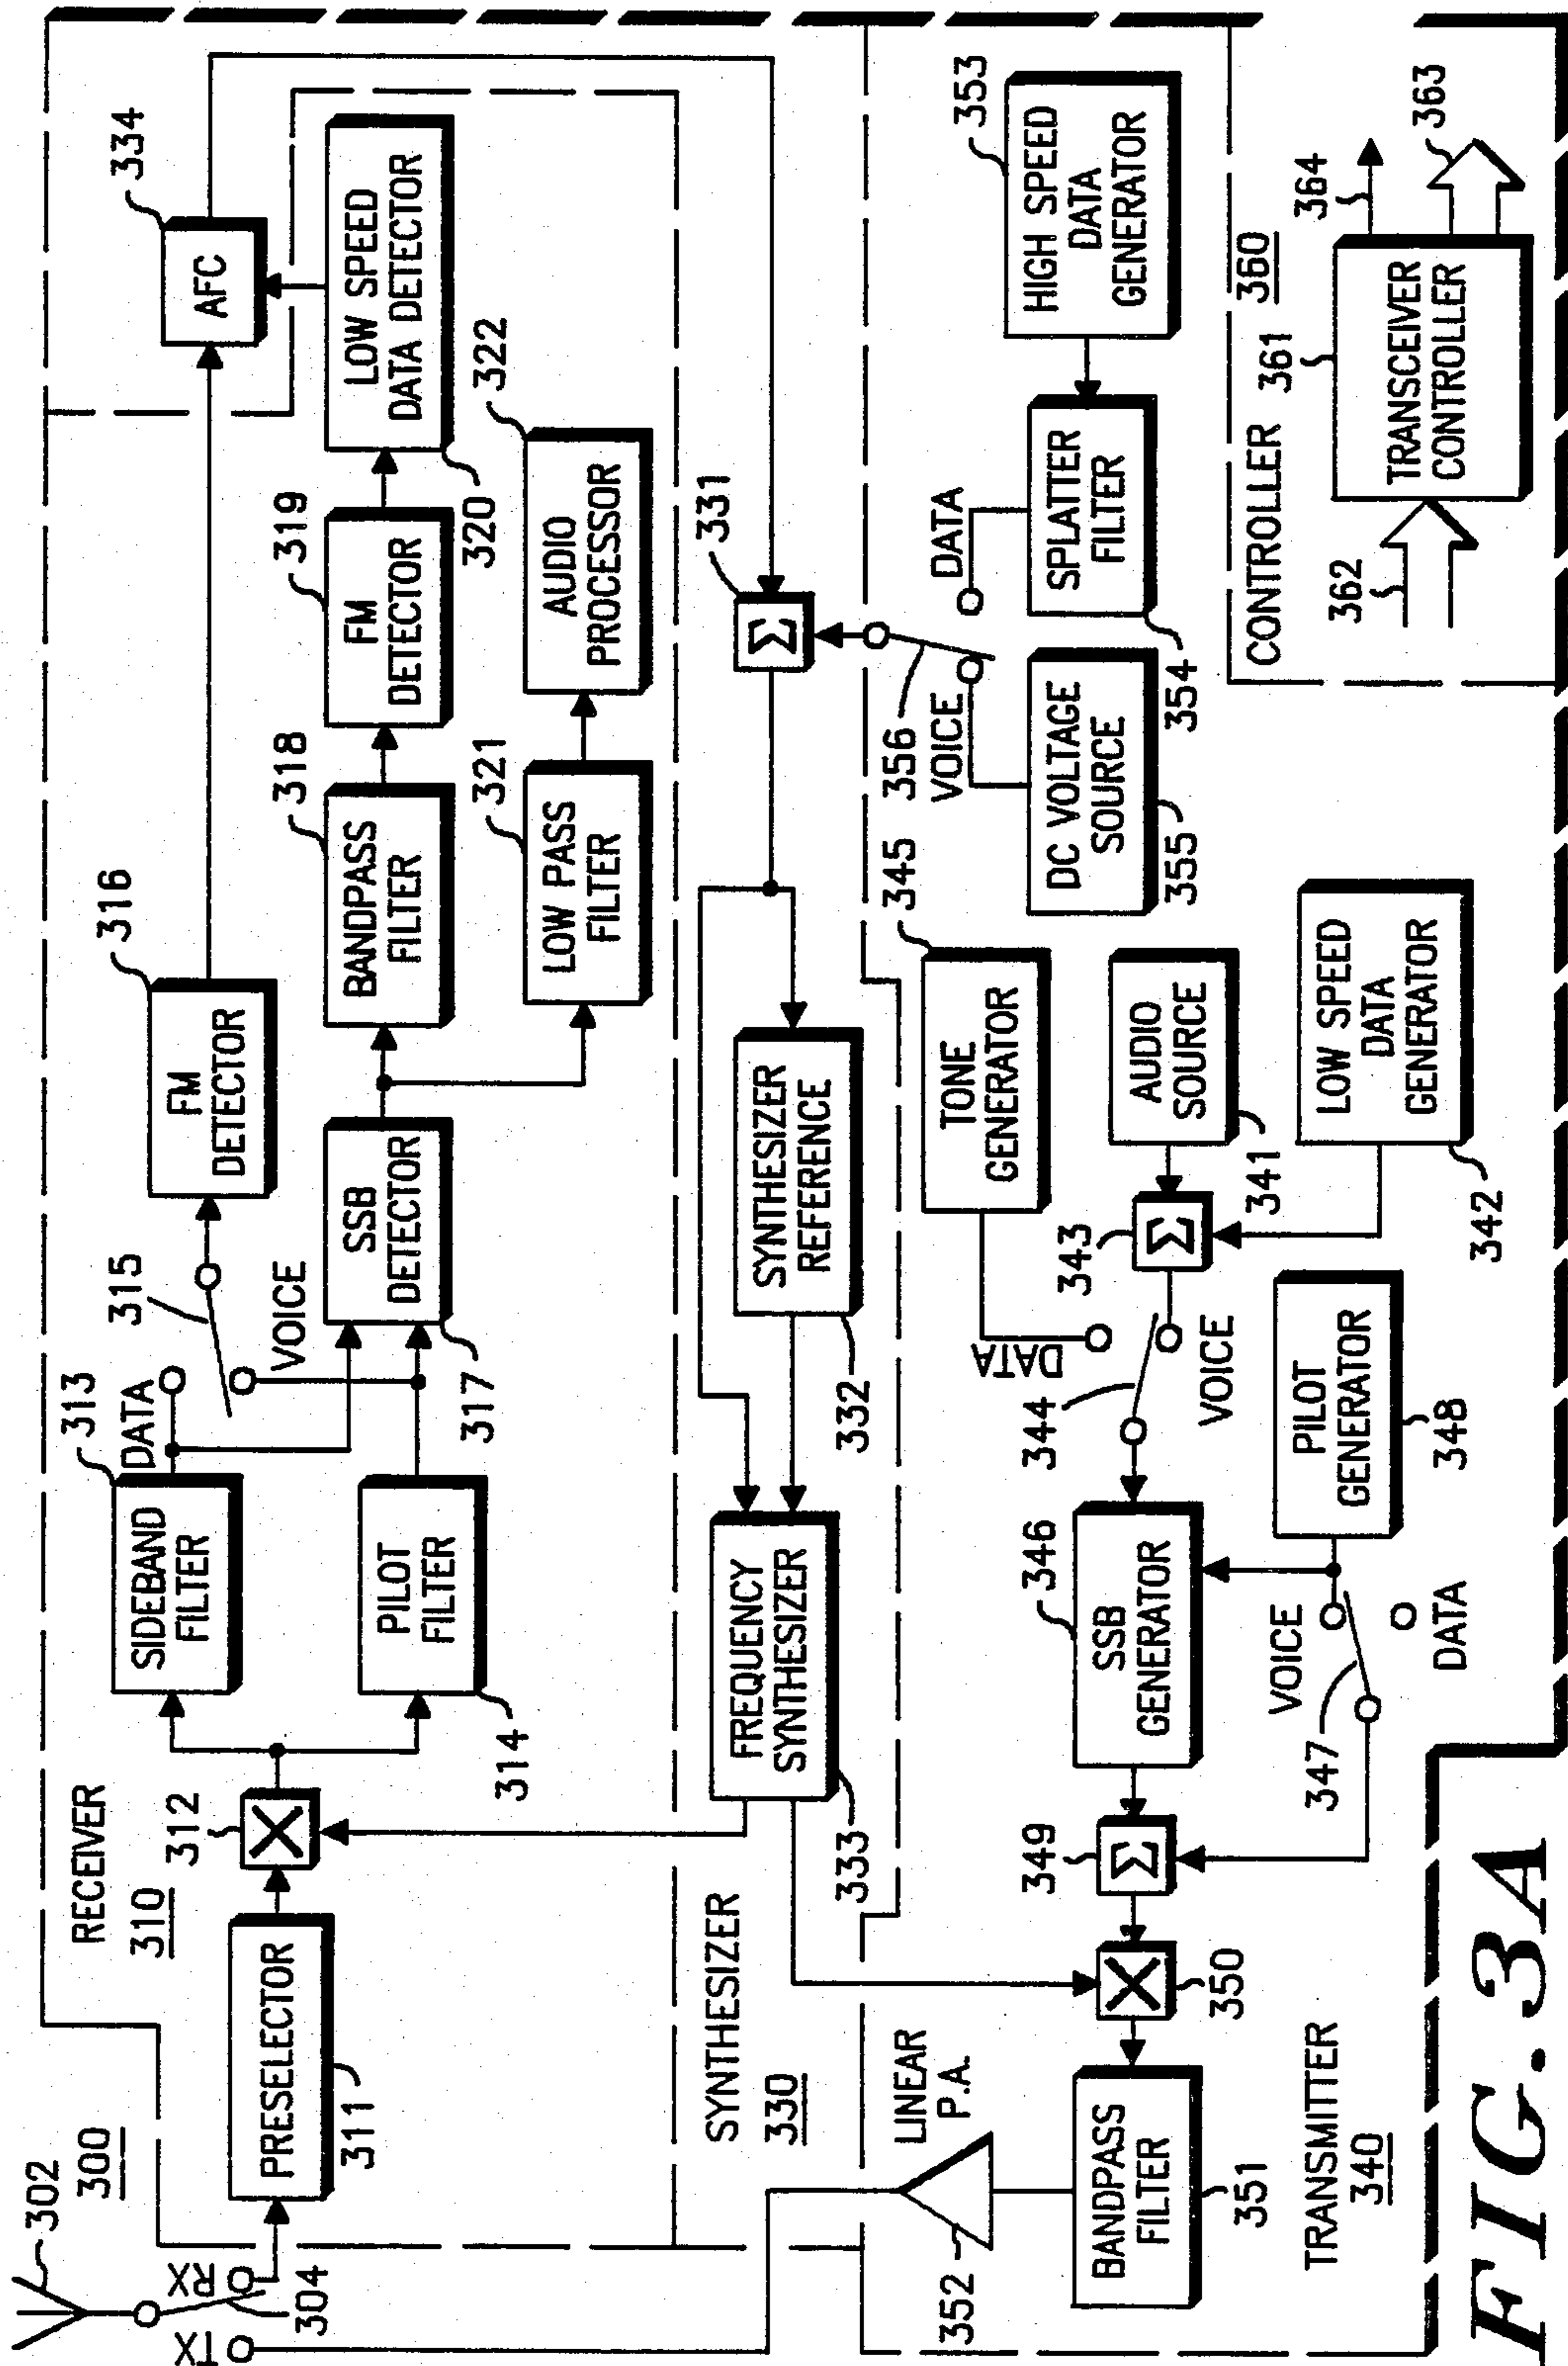 302
300
TX
RX
304
RECEIVER
310
PRESELECTOR
311
312
SIDEBAND
FILTER
313
PILOT
FILTER
314
DATA
315
VOICE
FM
DETECTOR
316
SSB
DETECTOR
317
BANDPASS
FILTER
318
FM
DETECTOR
319
LOW SPEED
DATA DETECTOR
320
LOW PASS
FILTER
321
AUDIO
PROCESSOR
322
AFC
334
SYNTHESIZER
330
FREQUENCY
SYNTHESIZER
333
SYNTHESIZER
REFERENCE
332
Σ
331
LINEAR
P.A.
352
BANDPASS
FILTER
351
TRANSMITTER
340
350
Σ
349
SSB
GENERATOR
346
VOICE
347
DATA
PILOT
GENERATOR
348
344
DATA
VOICE
TONE
GENERATOR
345
Σ
343
AUDIO
SOURCE
341
LOW SPEED
DATA
GENERATOR
342
356
VOICE
DATA
DC VOLTAGE
SOURCE
355
SPLATTER
FILTER
354
HIGH SPEED
DATA
GENERATOR
353
CONTROLLER
360
362
TRANSCEIVER
CONTROLLER
361
364
363
FIG. 3A